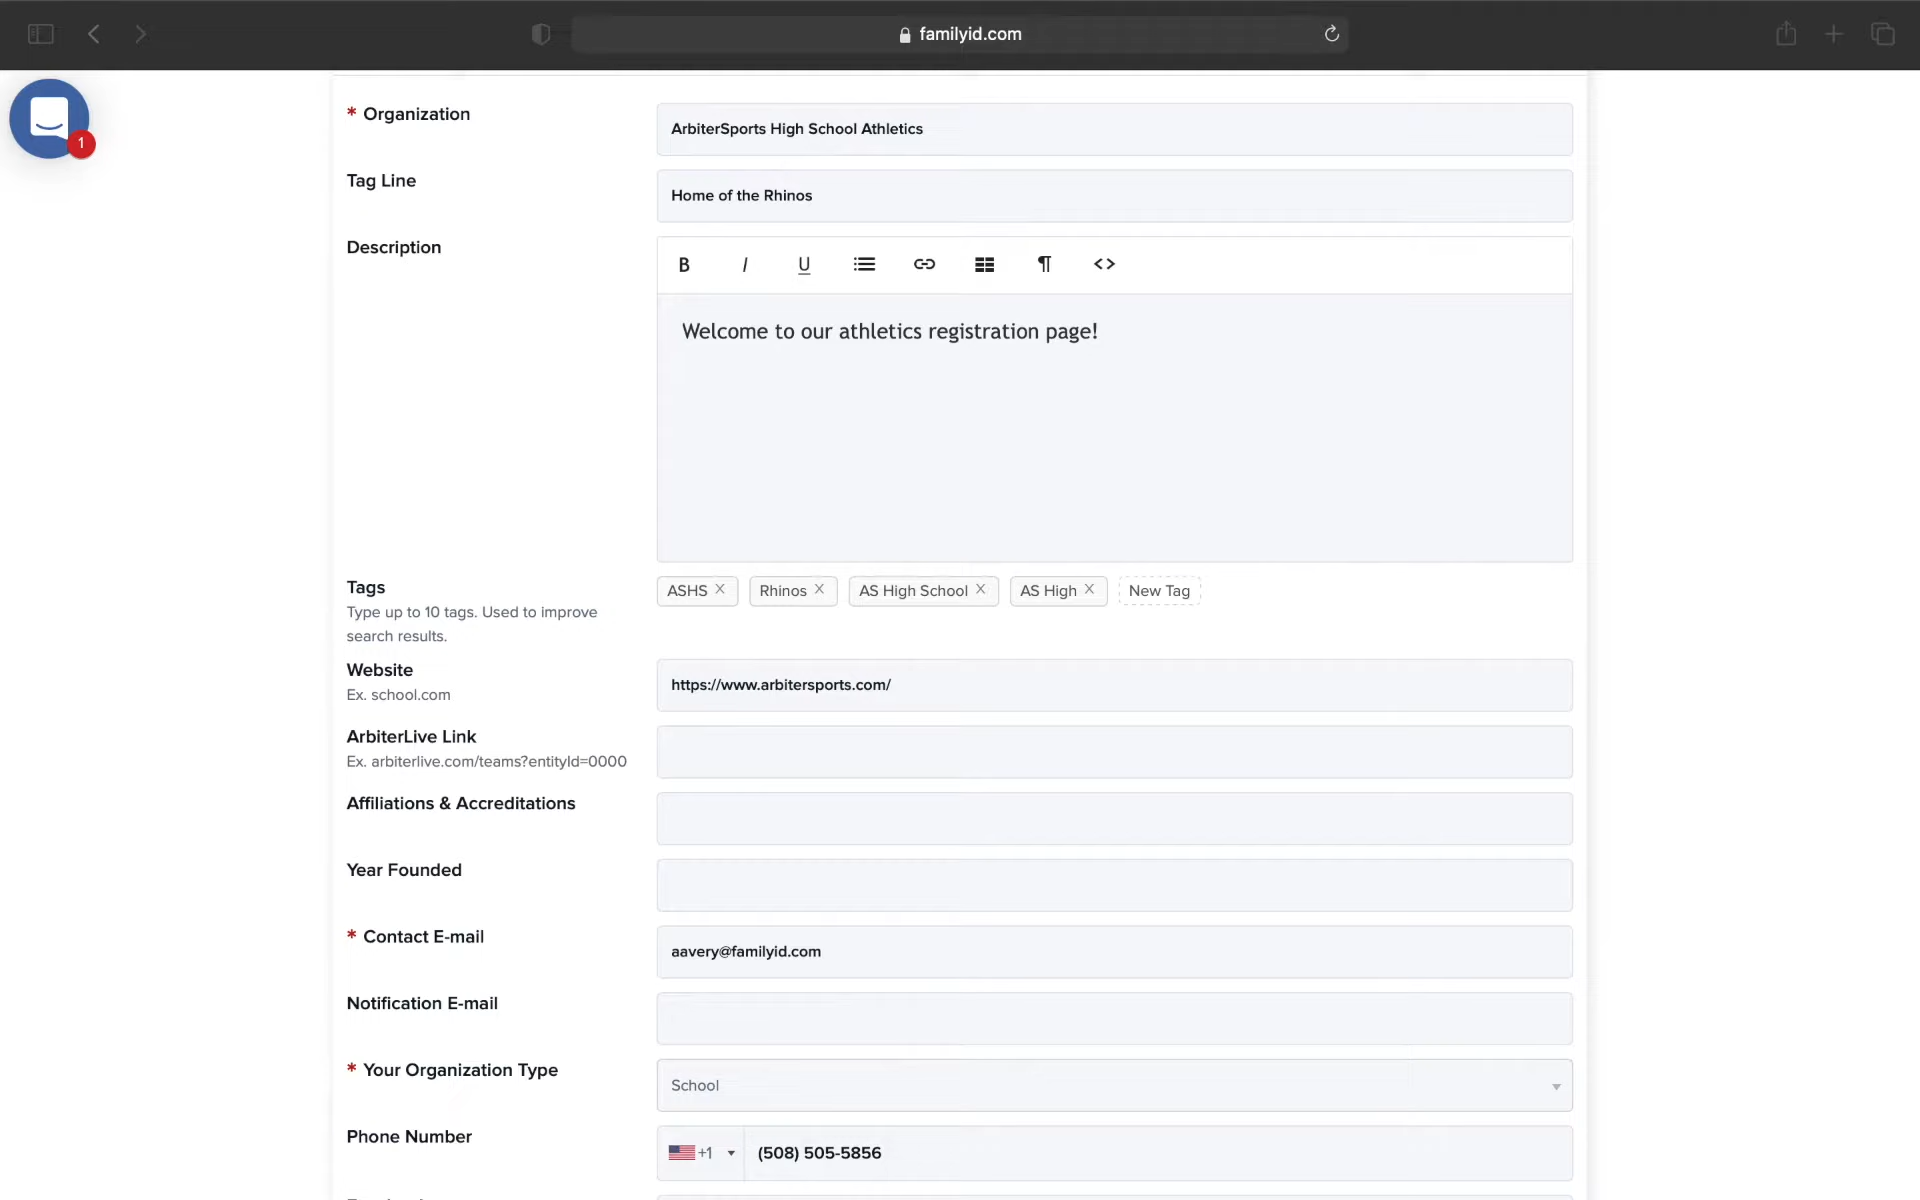 familyid.com
1
* Organization
ArbiterSports High School Athletics
Tag Line
Home of the Rhinos
Description
B I U ¶ <>
Welcome to our athletics registration page!
Tags
Type up to 10 tags. Used to improve
search results.
ASHS X Rhinos X AS High School X AS High X New Tag
Website
Ex. school.com
https://www.arbitersports.com/
ArbiterLive Link
Ex. arbiterlive.com/teams?entityId=0000
Affiliations & Accreditations
Year Founded
* Contact E-mail
aavery@familyid.com
Notification E-mail
* Your Organization Type
School
Phone Number
+1 (508) 505-5856